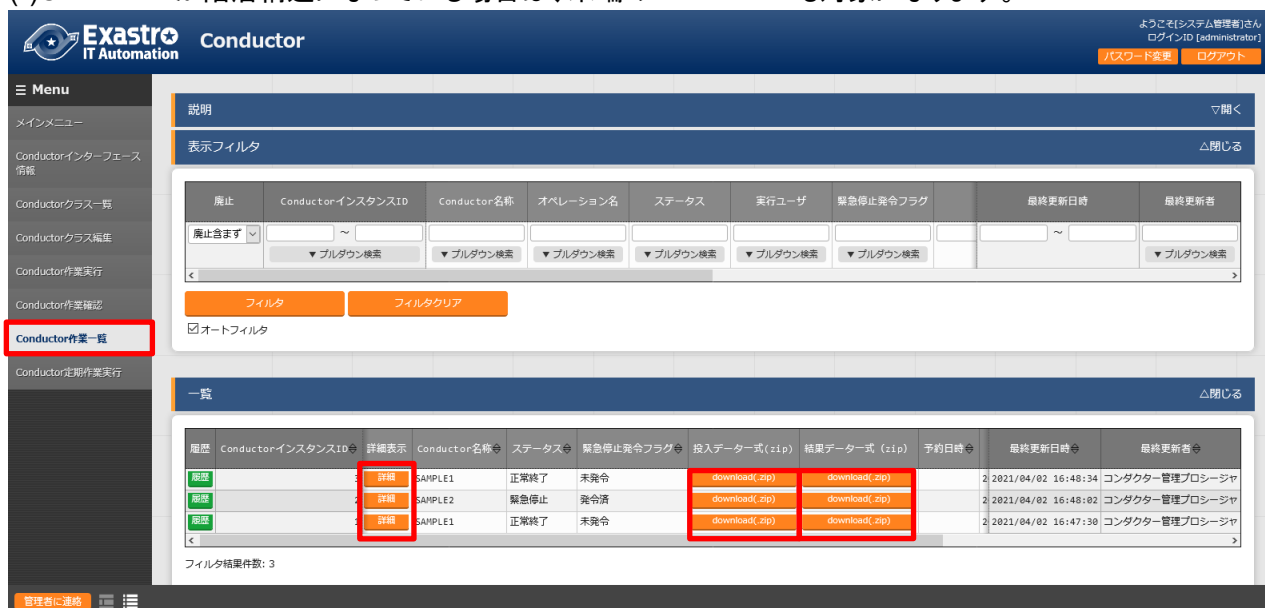 ようこそ[システム管理者]さん
Exastro
IT Automation
Conductor
ログインID [administrator]
パスワード変更 ログアウト
☰ Menu
メインメニュー
Conductorインターフェース
情報
Conductorクラス一覧
Conductorクラス編集
Conductor作業実行
Conductor作業確認
Conductor作業一覧
Conductor定期作業実行
説明 ▽開く
表示フィルタ △閉じる
廃止 ConductorインスタンスID Conductor名称 オペレーション名 ステータス 実行ユーザ 緊急停止発令フラグ 最終更新日時 最終更新者
廃止含まず ~ ~
▼プルダウン検索 ▼プルダウン検索 ▼プルダウン検索 ▼プルダウン検索 ▼プルダウン検索 ▼プルダウン検索 ▼プルダウン検索
フィルタ フィルタクリア
オートフィルタ
一覧 △閉じる
履歴 ConductorインスタンスID 詳細表示 Conductor名称 ステータス 緊急停止発令フラグ 投入データ一式(zip) 結果データ一式(zip) 予約日時 最終更新日時 最終更新者
履歴 3 詳細 SAMPLE1 正常終了 未発令 download(.zip) download(.zip) 2 2021/04/02 16:48:34 コンダクター管理プロシージャ
履歴 2 詳細 SAMPLE2 緊急停止 発令済 download(.zip) download(.zip) 2 2021/04/02 16:48:02 コンダクター管理プロシージャ
履歴 1 詳細 SAMPLE1 正常終了 未発令 download(.zip) download(.zip) 2 2021/04/02 16:47:30 コンダクター管理プロシージャ
フィルタ結果件数: 3
管理者に連絡